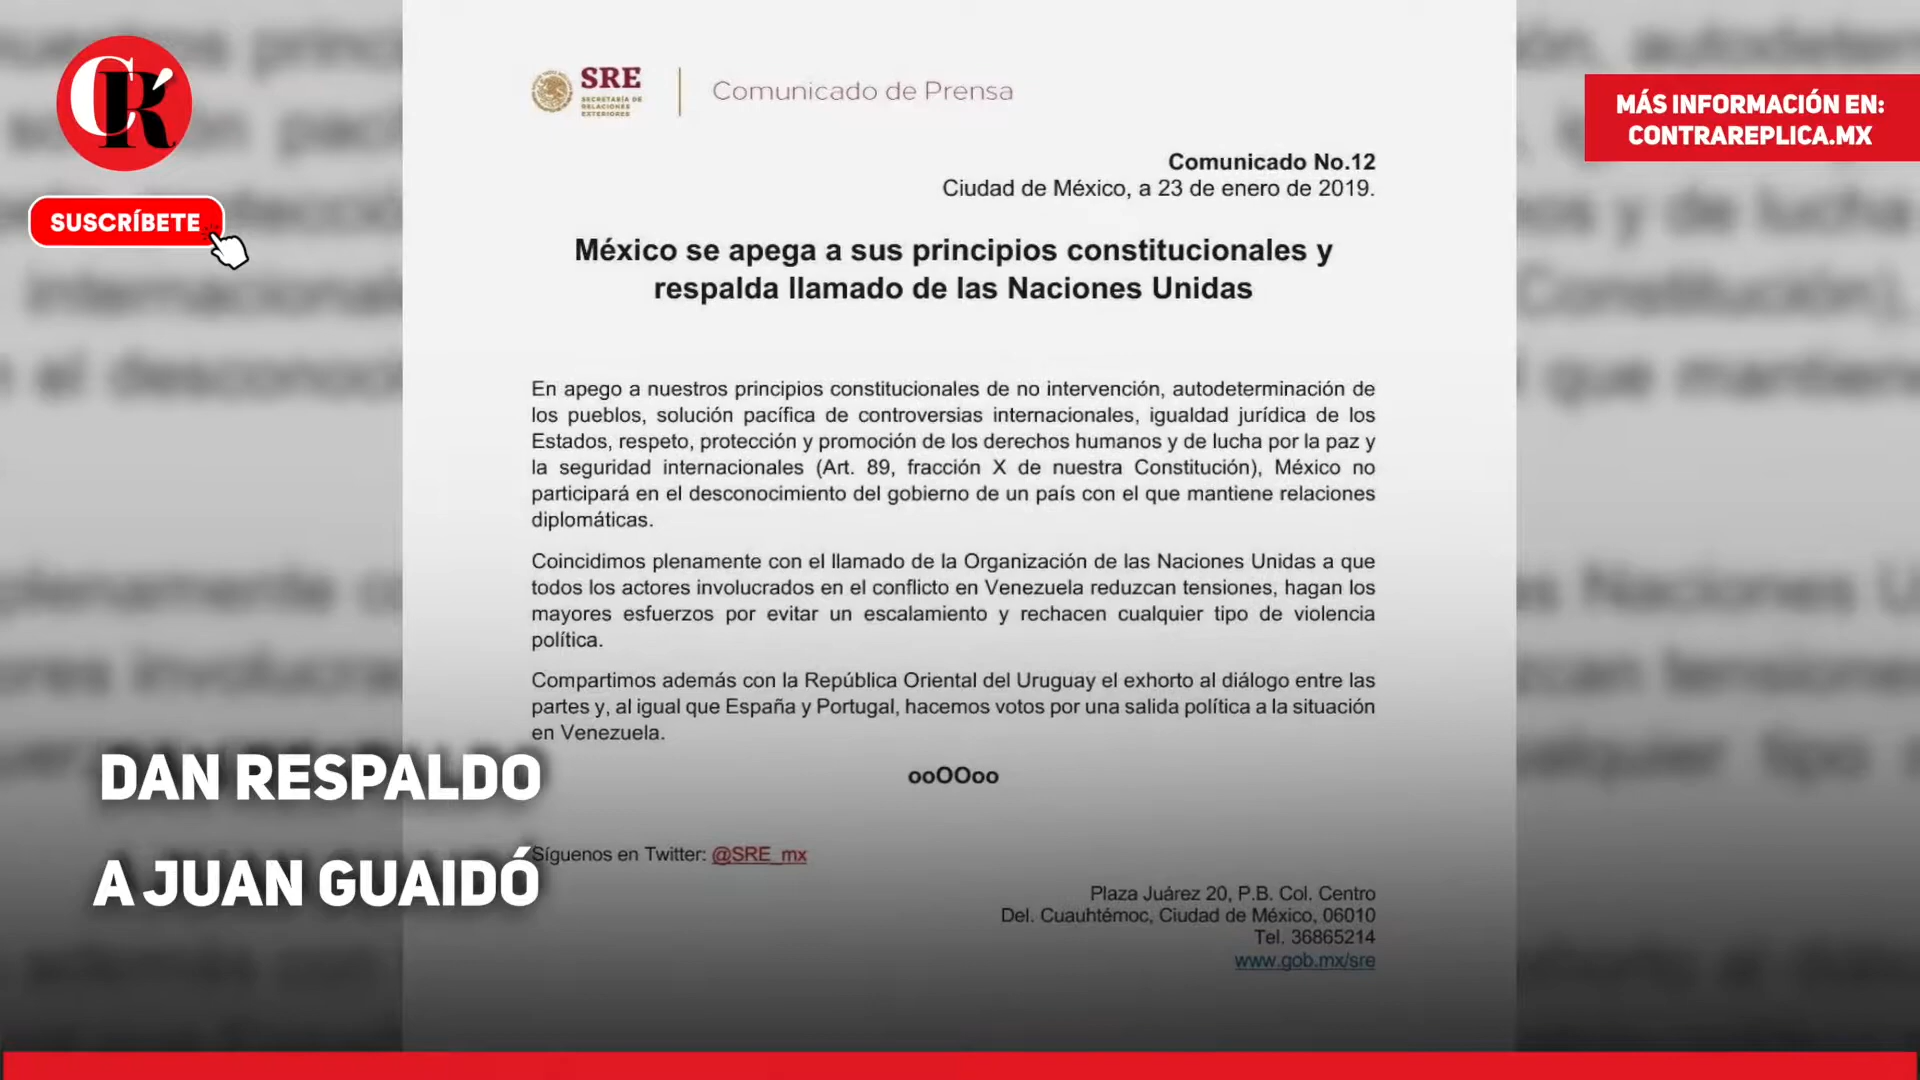 CR
SUSCRÍBETE
MÁS INFORMACIÓN EN:
CONTRAREPLICA.MX
SRE
SECRETARÍA DE
RELACIONES
EXTERIORES
Comunicado de Prensa
Comunicado No.12
Ciudad de México, a 23 de enero de 2019.
México se apega a sus principios constitucionales y
respalda llamado de las Naciones Unidas
En apego a nuestros principios constitucionales de no intervención, autodeterminación de
los pueblos, solución pacífica de controversias internacionales, igualdad jurídica de los
Estados, respeto, protección y promoción de los derechos humanos y de lucha por la paz y
la seguridad internacionales (Art. 89, fracción X de nuestra Constitución), México no
participará en el desconocimiento del gobierno de un país con el que mantiene relaciones
diplomáticas.
Coincidimos plenamente con el llamado de la Organización de las Naciones Unidas a que
todos los actores involucrados en el conflicto en Venezuela reduzcan tensiones, hagan los
mayores esfuerzos por evitar un escalamiento y rechacen cualquier tipo de violencia
política.
Compartimos además con la República Oriental del Uruguay el exhorto al diálogo entre las
partes y, al igual que España y Portugal, hacemos votos por una salida política a la situación
en Venezuela.
ooOOoo
Síguenos en Twitter: @SRE_mx
Plaza Juárez 20, P.B. Col. Centro
Del. Cuauhtémoc, Ciudad de México, 06010
Tel. 36865214
www.gob.mx/sre
DAN RESPALDO
A JUAN GUAIDÓ